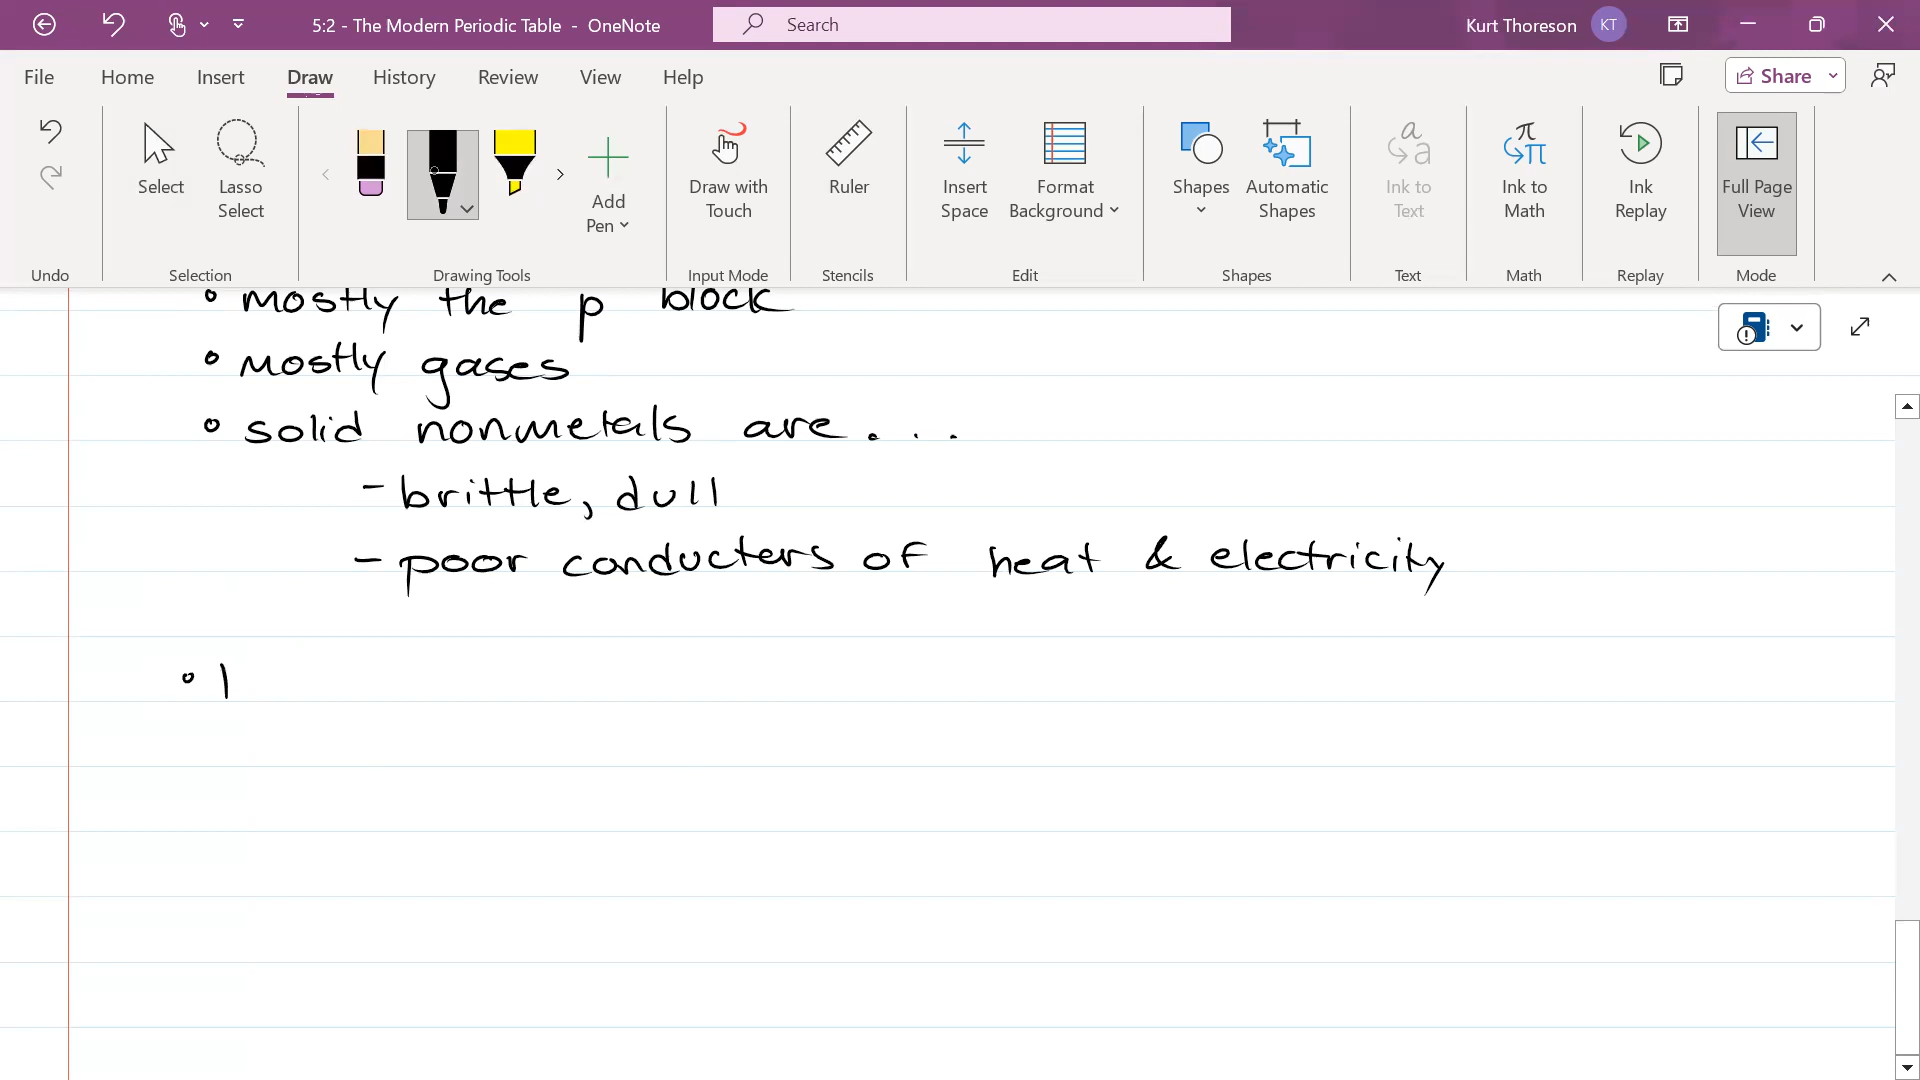 5:2 - The Modern Periodic Table - OneNote
Search
Kurt Thoreson KT
File Home Insert Draw History Review View Help
Share
Select
Lasso Select
Add Pen
Draw with Touch
Ruler
Insert Space
Format Background
Shapes
Automatic Shapes
Ink to Text
Ink to Math
Ink Replay
Full Page View
Undo Selection Drawing Tools Input Mode Stencils Edit Shapes Text Math Replay Mode
• mostly the p block
• mostly gases
• solid nonmetals are . . .
- brittle, dull
- poor conducters of heat & electricity
• l